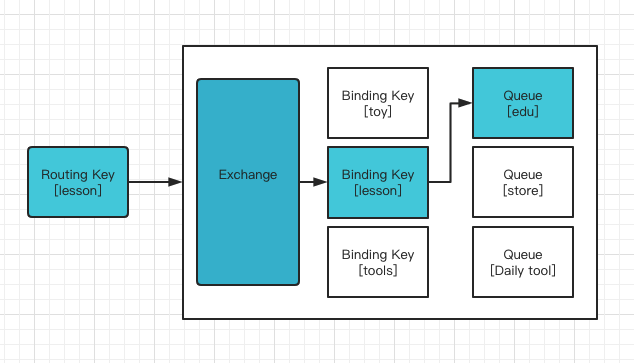 Routing Key
[lesson]
Exchange
Binding Key
[toy]
Binding Key
[lesson]
Binding Key
[tools]
Queue
[edu]
Queue
[store]
Queue
[Daily tool]